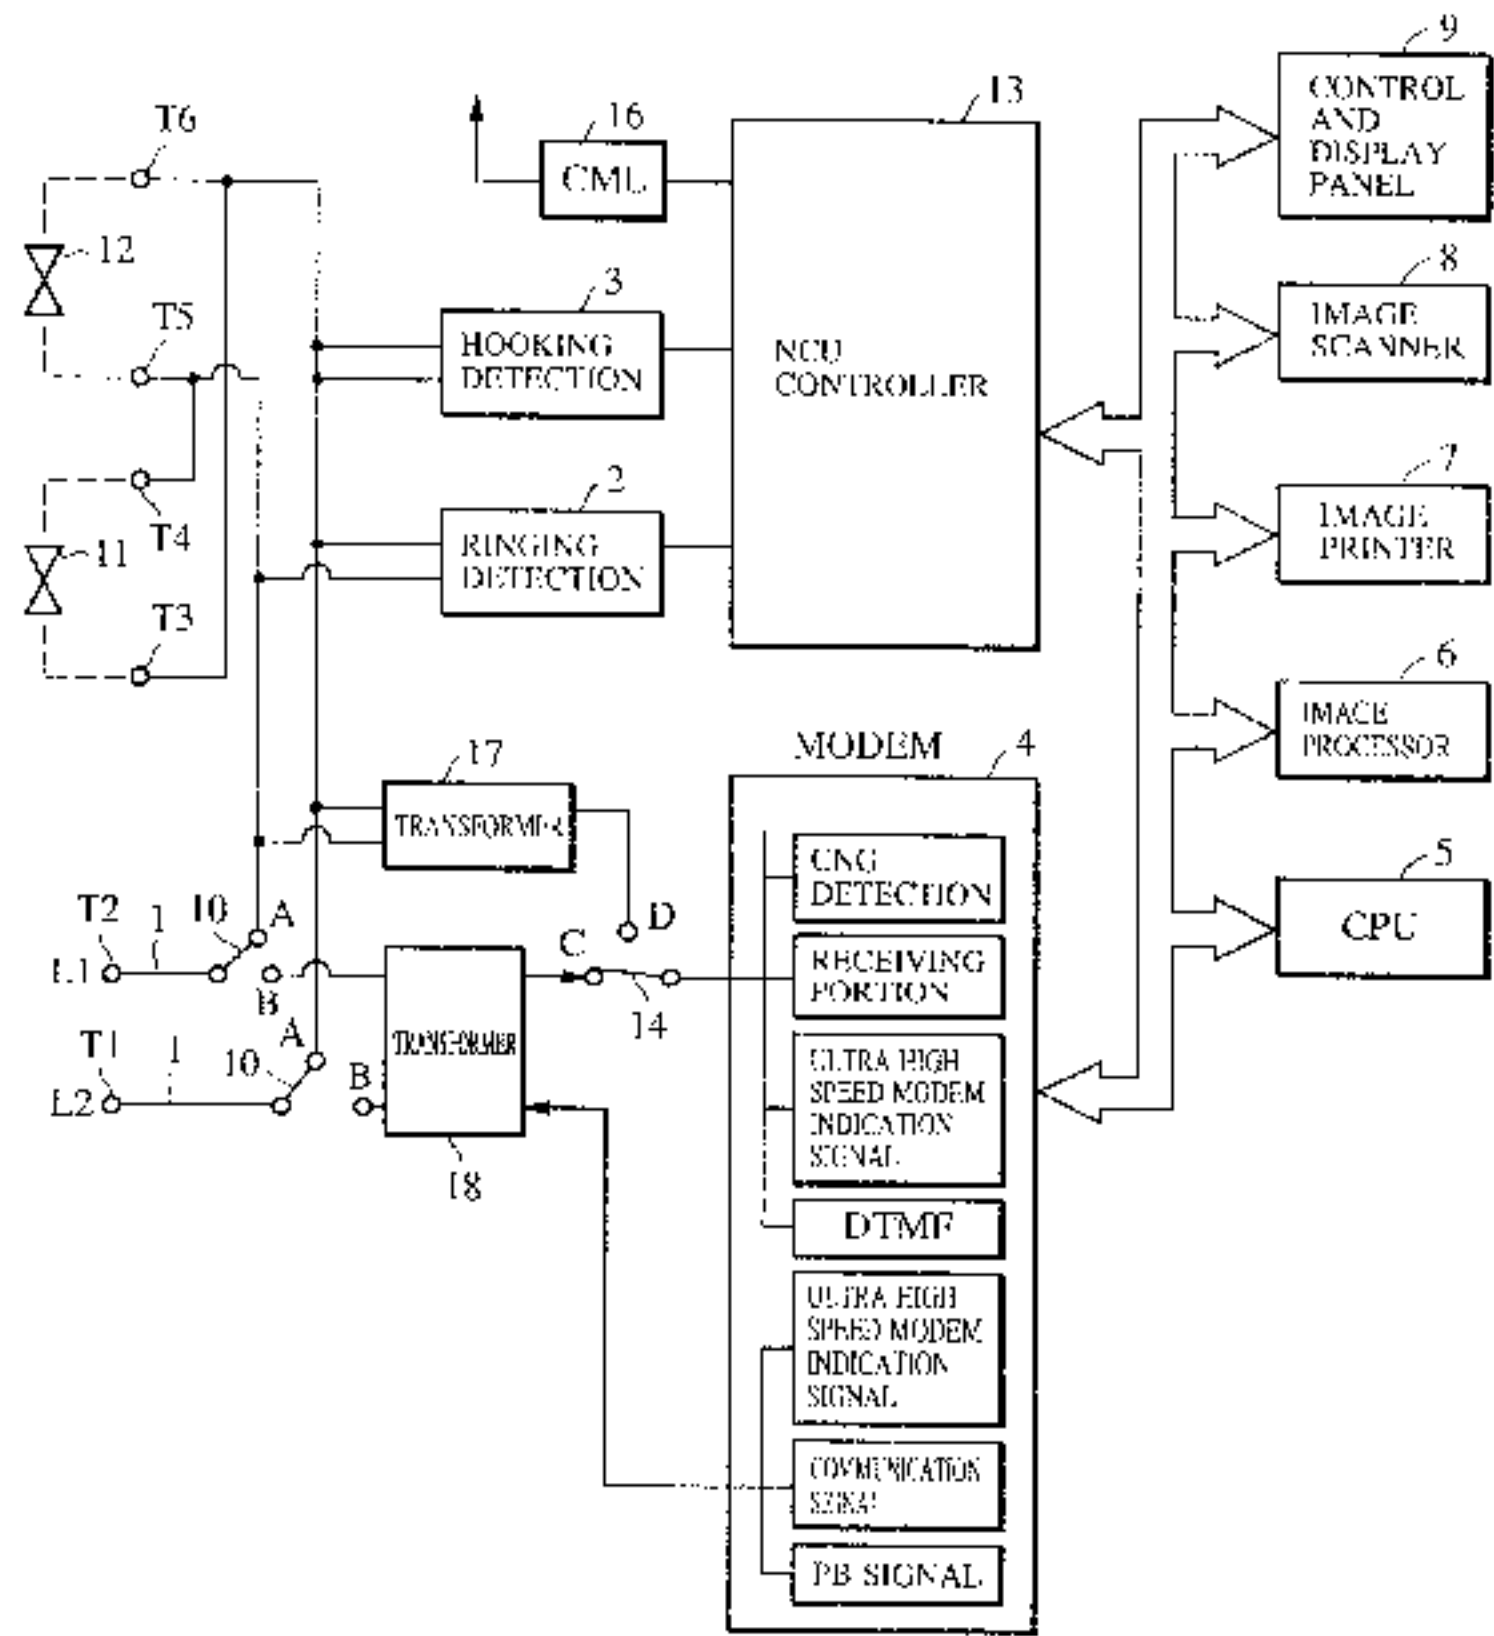 9
CONTROL
AND
DISPLAY
PANEL
13
16
CML
T6
12
T5
3
HOOKING
DETECTION
NCU
CONTROLLER
8
IMAGE
SCANNER
T4
11
T3
2
RINGING
DETECTION
7
IMAGE
PRINTER
6
IMAGE
PROCESSOR
17
TRANSFORMER
MODEM
4
CNG
DETECTION
5
CPU
T2
L1
1
10
A
B
C
D
14
RECEIVING
PORTION
T1
L2
1
10
A
B
TRANSFORMER
18
ULTRA HIGH
SPEED MODEM
INDICATION
SIGNAL
DTMF
ULTRA HIGH
SPEED MODEM
INDICATION
SIGNAL
COMMUNICATION
SIGNAL
PB SIGNAL